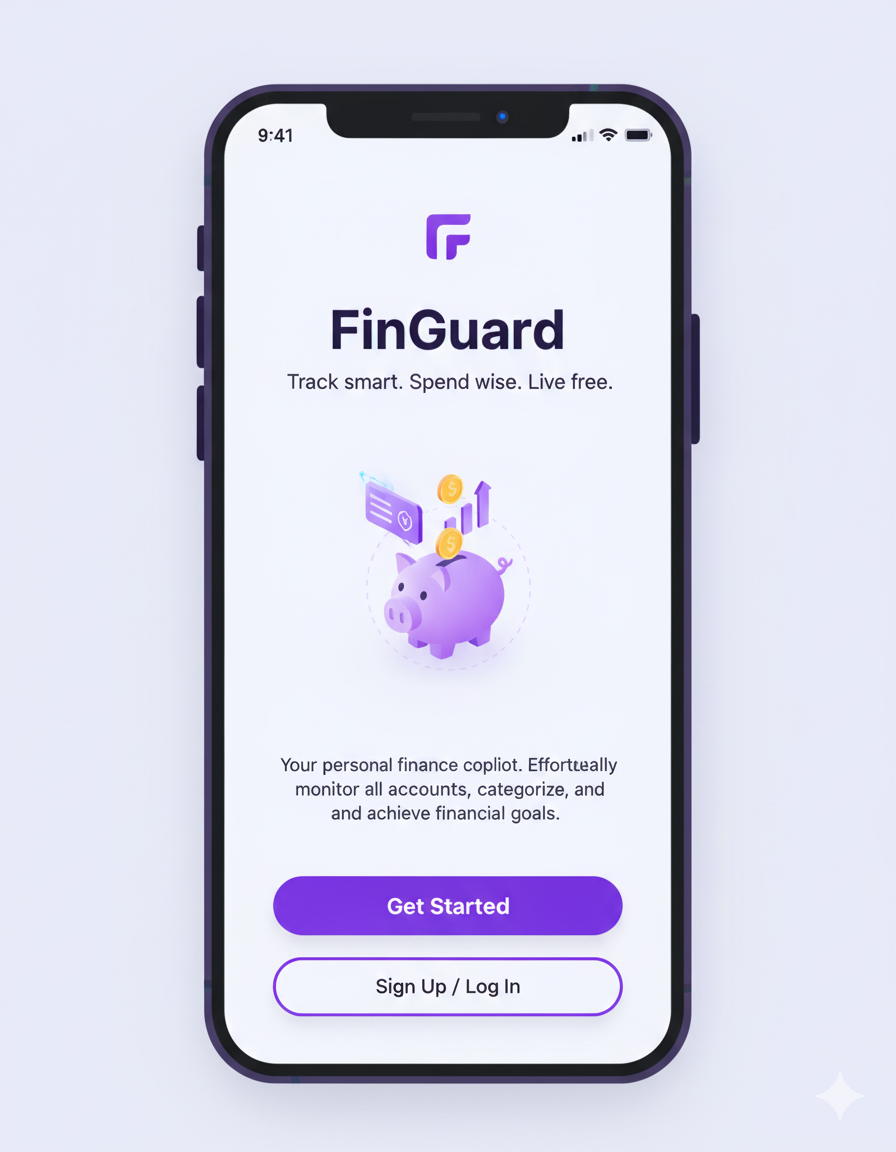 9:41
FinGuard
Track smart. Spend wise. Live free.
$
$
Your personal finance copliot. Efforttually
monitor all accounts, categorize, and
and achieve financial goals.
Get Started
Sign Up / Log In